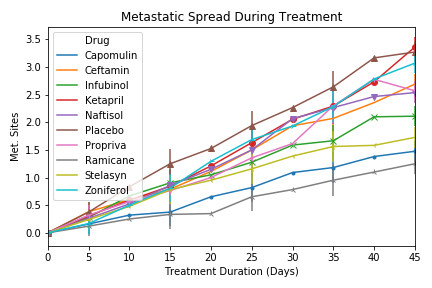 Metastatic Spread During Treatment
Met. Sites
3.5
3.0
2.5
2.0
1.5
1.0
0.5
0.0
Drug
Capomulin
Ceftamin
Infubinol
Ketapril
Naftisol
Placebo
Propriva
Ramicane
Stelasyn
Zoniferol
0 5 10 15 20 25 30 35 40 45
Treatment Duration (Days)